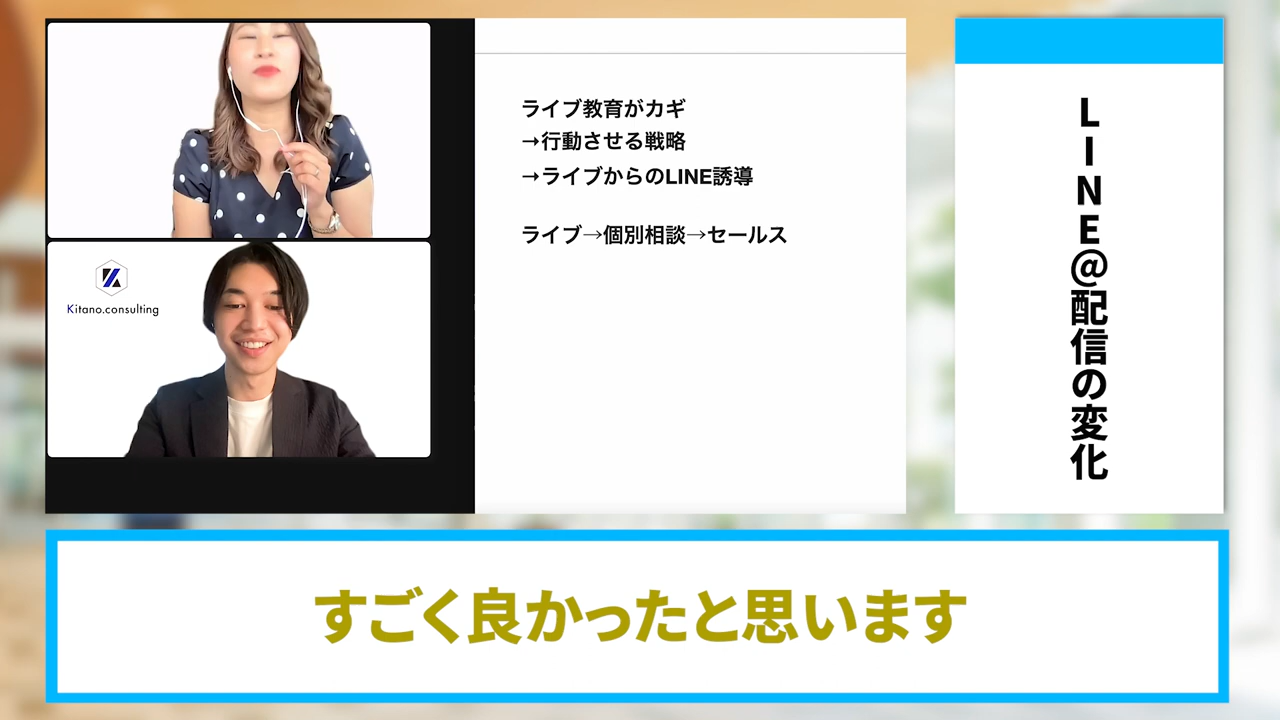 Kitano.consulting
ライブ教育がカギ
→行動させる戦略
→ライブからのLINE誘導
ライブ→個別相談→セールス
LINE@配信の変化
すごく良かったと思います